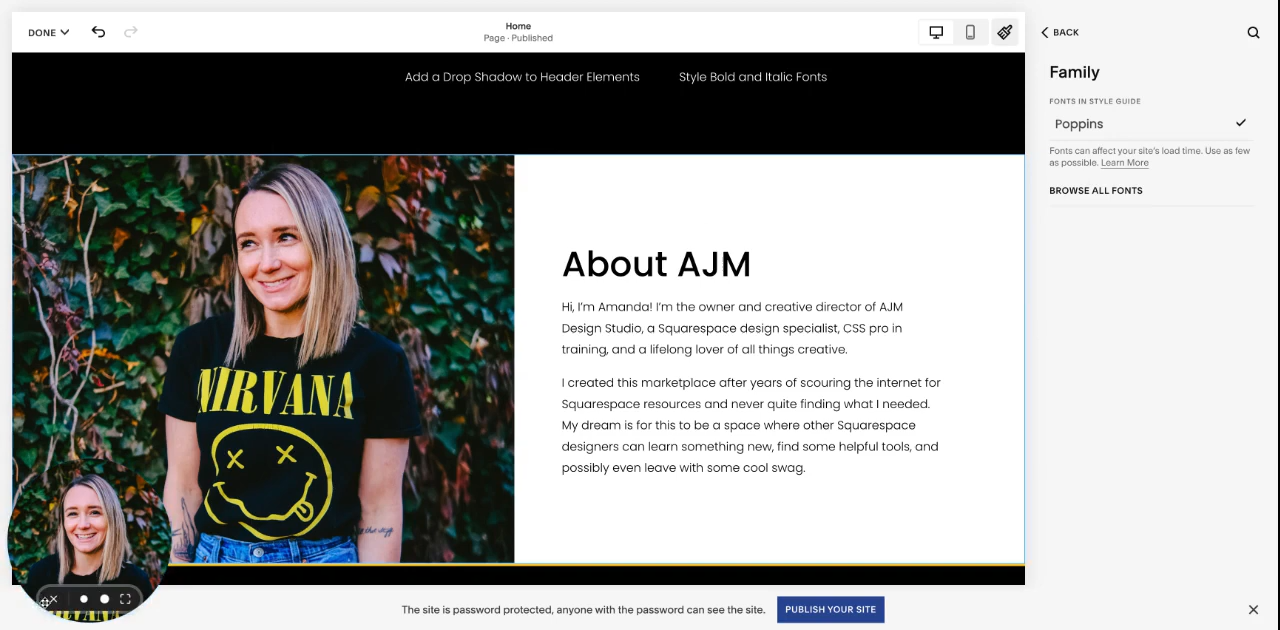 DONE
Home
Page · Published
BACK
Add a Drop Shadow to Header Elements
Style Bold and Italic Fonts
Family
FONTS IN STYLE GUIDE
Poppins
Fonts can affect your site's load time. Use as few
as possible. Learn More
BROWSE ALL FONTS
NIRVANA
About AJM
Hi, I'm Amanda! I'm the owner and creative director of AJM
Design Studio, a Squarespace design specialist, CSS pro in
training, and a lifelong lover of all things creative.
I created this marketplace after years of scouring the internet for
Squarespace resources and never quite finding what I needed.
My dream is for this to be a space where other Squarespace
designers can learn something new, find some helpful tools, and
possibly even leave with some cool swag.
NIRVANA
The site is password protected, anyone with the password can see the site.
PUBLISH YOUR SITE